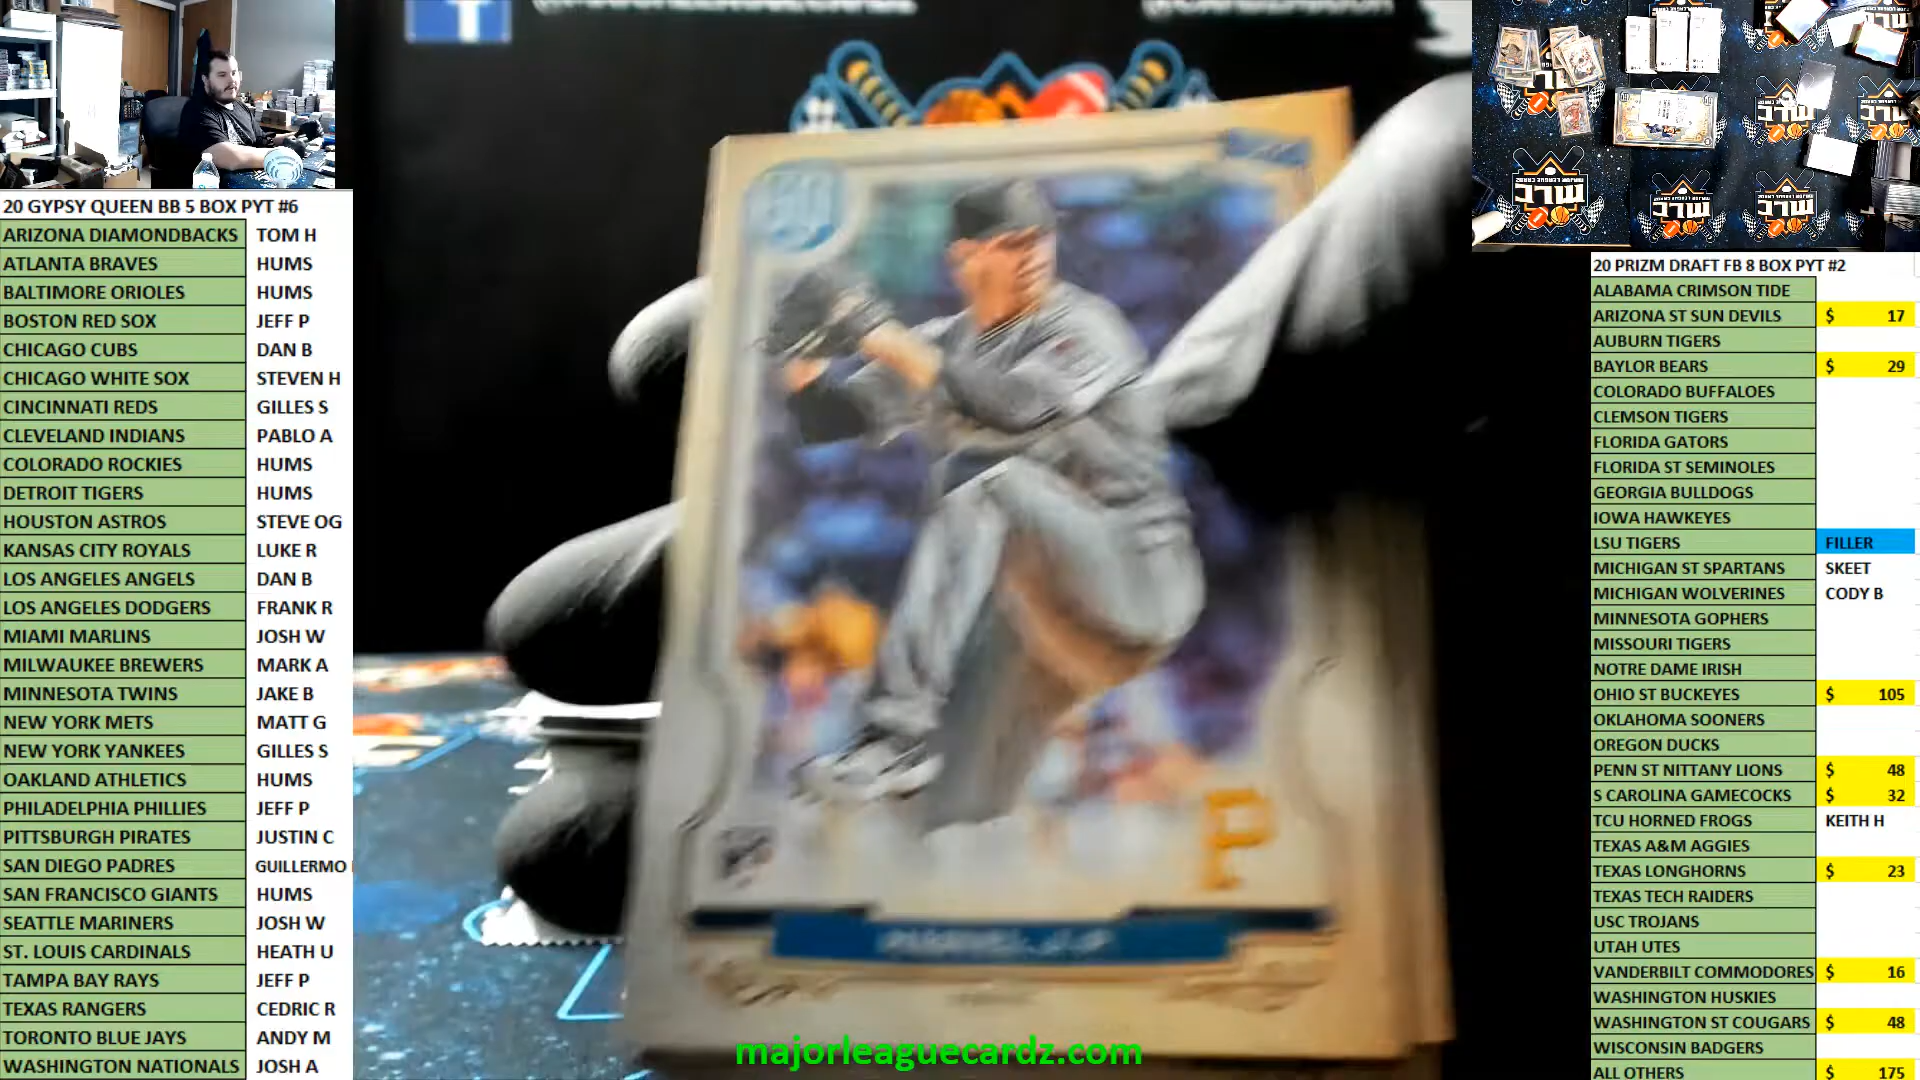 20 GYPSY QUEEN BB 5 BOX PYT #6
ARIZONA DIAMONDBACKS TOM H
ATLANTA BRAVES HUMS
BALTIMORE ORIOLES HUMS
BOSTON RED SOX JEFF P
CHICAGO CUBS DAN B
CHICAGO WHITE SOX STEVEN H
CINCINNATI REDS GILLES S
CLEVELAND INDIANS PABLO A
COLORADO ROCKIES HUMS
DETROIT TIGERS HUMS
HOUSTON ASTROS STEVE OG
KANSAS CITY ROYALS LUKE R
LOS ANGELES ANGELS DAN B
LOS ANGELES DODGERS FRANK R
MIAMI MARLINS JOSH W
MILWAUKEE BREWERS MARK A
MINNESOTA TWINS JAKE B
NEW YORK METS MATT G
NEW YORK YANKEES GILLES S
OAKLAND ATHLETICS HUMS
PHILADELPHIA PHILLIES JEFF P
PITTSBURGH PIRATES JUSTIN C
SAN DIEGO PADRES GUILLERMO
SAN FRANCISCO GIANTS HUMS
SEATTLE MARINERS JOSH W
ST. LOUIS CARDINALS HEATH U
TAMPA BAY RAYS JEFF P
TEXAS RANGERS CEDRIC R
TORONTO BLUE JAYS ANDY M
WASHINGTON NATIONALS JOSH A
P
majorleaguecardz.com
20 PRIZM DRAFT FB 8 BOX PYT #2
ALABAMA CRIMSON TIDE
ARIZONA ST SUN DEVILS $ 17
AUBURN TIGERS
BAYLOR BEARS $ 29
COLORADO BUFFALOES
CLEMSON TIGERS
FLORIDA GATORS
FLORIDA ST SEMINOLES
GEORGIA BULLDOGS
IOWA HAWKEYES
LSU TIGERS FILLER
MICHIGAN ST SPARTANS SKEET
MICHIGAN WOLVERINES CODY B
MINNESOTA GOPHERS
MISSOURI TIGERS
NOTRE DAME IRISH
OHIO ST BUCKEYES $ 105
OKLAHOMA SOONERS
OREGON DUCKS
PENN ST NITTANY LIONS $ 48
S CAROLINA GAMECOCKS $ 32
TCU HORNED FROGS KEITH H
TEXAS A&M AGGIES
TEXAS LONGHORNS $ 23
TEXAS TECH RAIDERS
USC TROJANS
UTAH UTES
VANDERBILT COMMODORES $ 16
WASHINGTON HUSKIES
WASHINGTON ST COUGARS $ 48
WISCONSIN BADGERS
ALL OTHERS $ 175